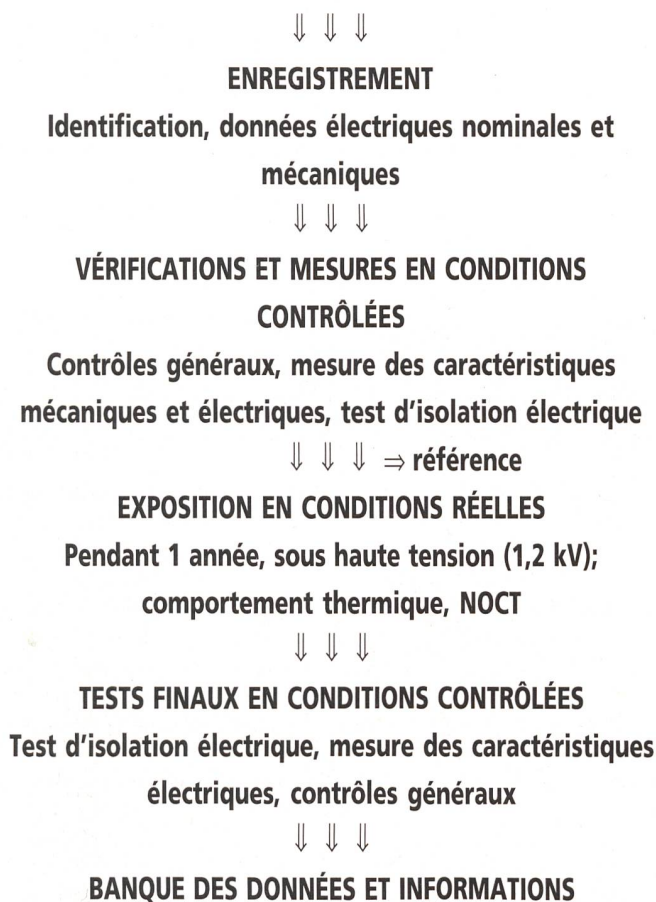 ⇓ ⇓ ⇓
ENREGISTREMENT
Identification, données électriques nominales et
mécaniques
⇓ ⇓ ⇓
VÉRIFICATIONS ET MESURES EN CONDITIONS
CONTRÔLÉES
Contrôles généraux, mesure des caractéristiques
mécaniques et électriques, test d'isolation électrique
⇓ ⇓ ⇓ ⇒ référence
EXPOSITION EN CONDITIONS RÉELLES
Pendant 1 année, sous haute tension (1,2 kV);
comportement thermique, NOCT
⇓ ⇓ ⇓
TESTS FINAUX EN CONDITIONS CONTRÔLÉES
Test d'isolation électrique, mesure des caractéristiques
électriques, contrôles généraux
⇓ ⇓ ⇓
BANQUE DES DONNÉES ET INFORMATIONS